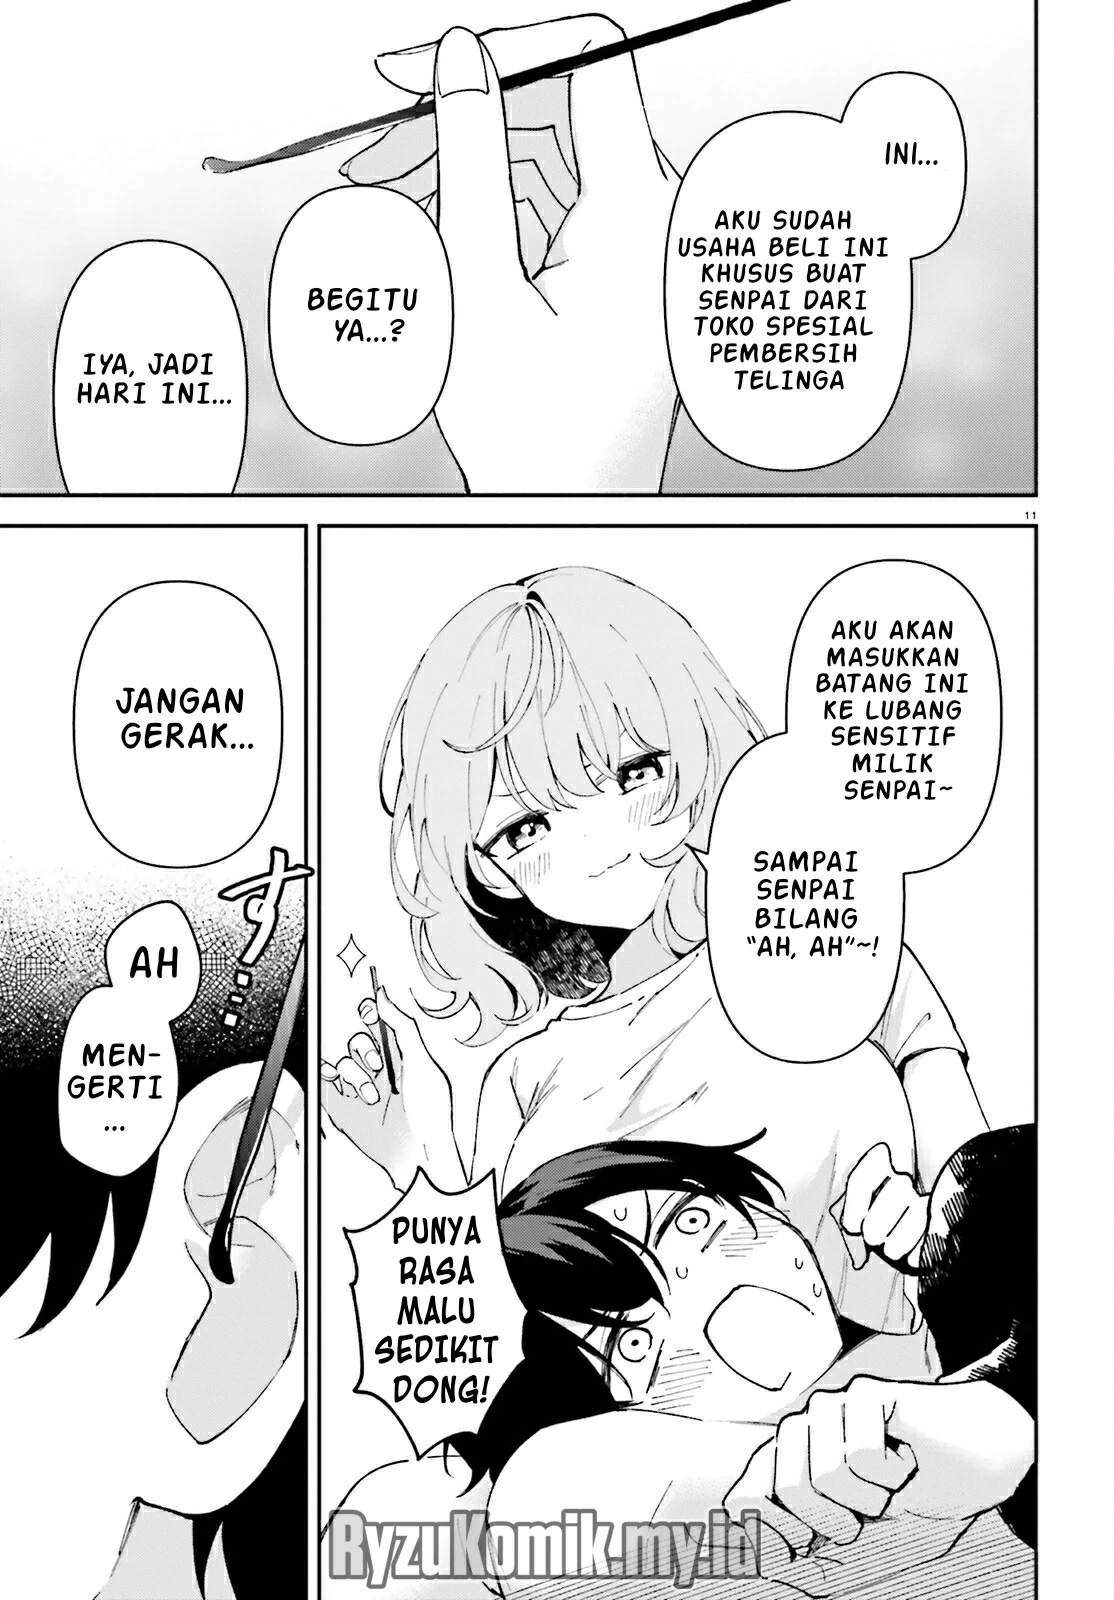 INI...
AKU SUDAH
USAHA BELI INI
KHUSUS BUAT
SENPAI DARI
TOKO SPESIAL
PEMBERSIH
TELINGA
BEGITU
YA...?
IYA, JADI
HARI INI...
11
AKU AKAN
MASUKKAN
BATANG INI
KE LUBANG
SENSITIF
MILIK
SENPAI~
SAMPAI
SENPAI
BILANG
"AH, AH"~!
PUNYA
RASA
MALU
SEDIKIT
DONG!
JANGAN
GERAK...
す...
AH
MEN-
GERTI
...
RyzuKomik.my.id